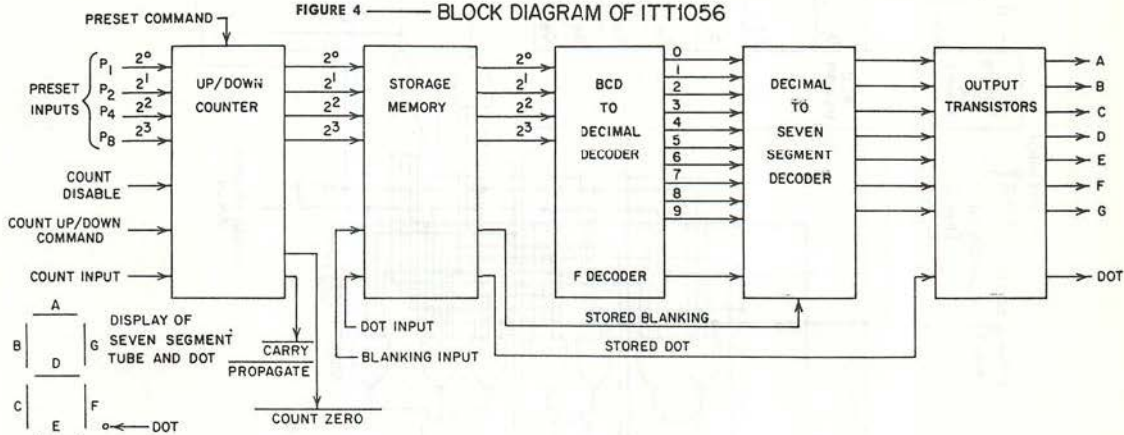 FIGURE 4 —— BLOCK DIAGRAM OF ITT1056
PRESET COMMAND
PRESET INPUTS
P1 2⁰
P2 2¹
P4 2²
P8 2³
COUNT DISABLE
COUNT UP/DOWN COMMAND
COUNT INPUT
UP/DOWN COUNTER
2⁰
2¹
2²
2³
STORAGE MEMORY
2⁰
2¹
2²
2³
BCD TO DECIMAL DECODER
F DECODER
0
1
2
3
4
5
6
7
8
9
DECIMAL TO SEVEN SEGMENT DECODER
OUTPUT TRANSISTORS
A
B
C
D
E
F
G
DOT
STORED BLANKING
STORED DOT
DOT INPUT
BLANKING INPUT
CARRY
PROPAGATE
COUNT ZERO
DISPLAY OF
SEVEN SEGMENT
TUBE AND DOT
A
B G
D
C F
E
DOT